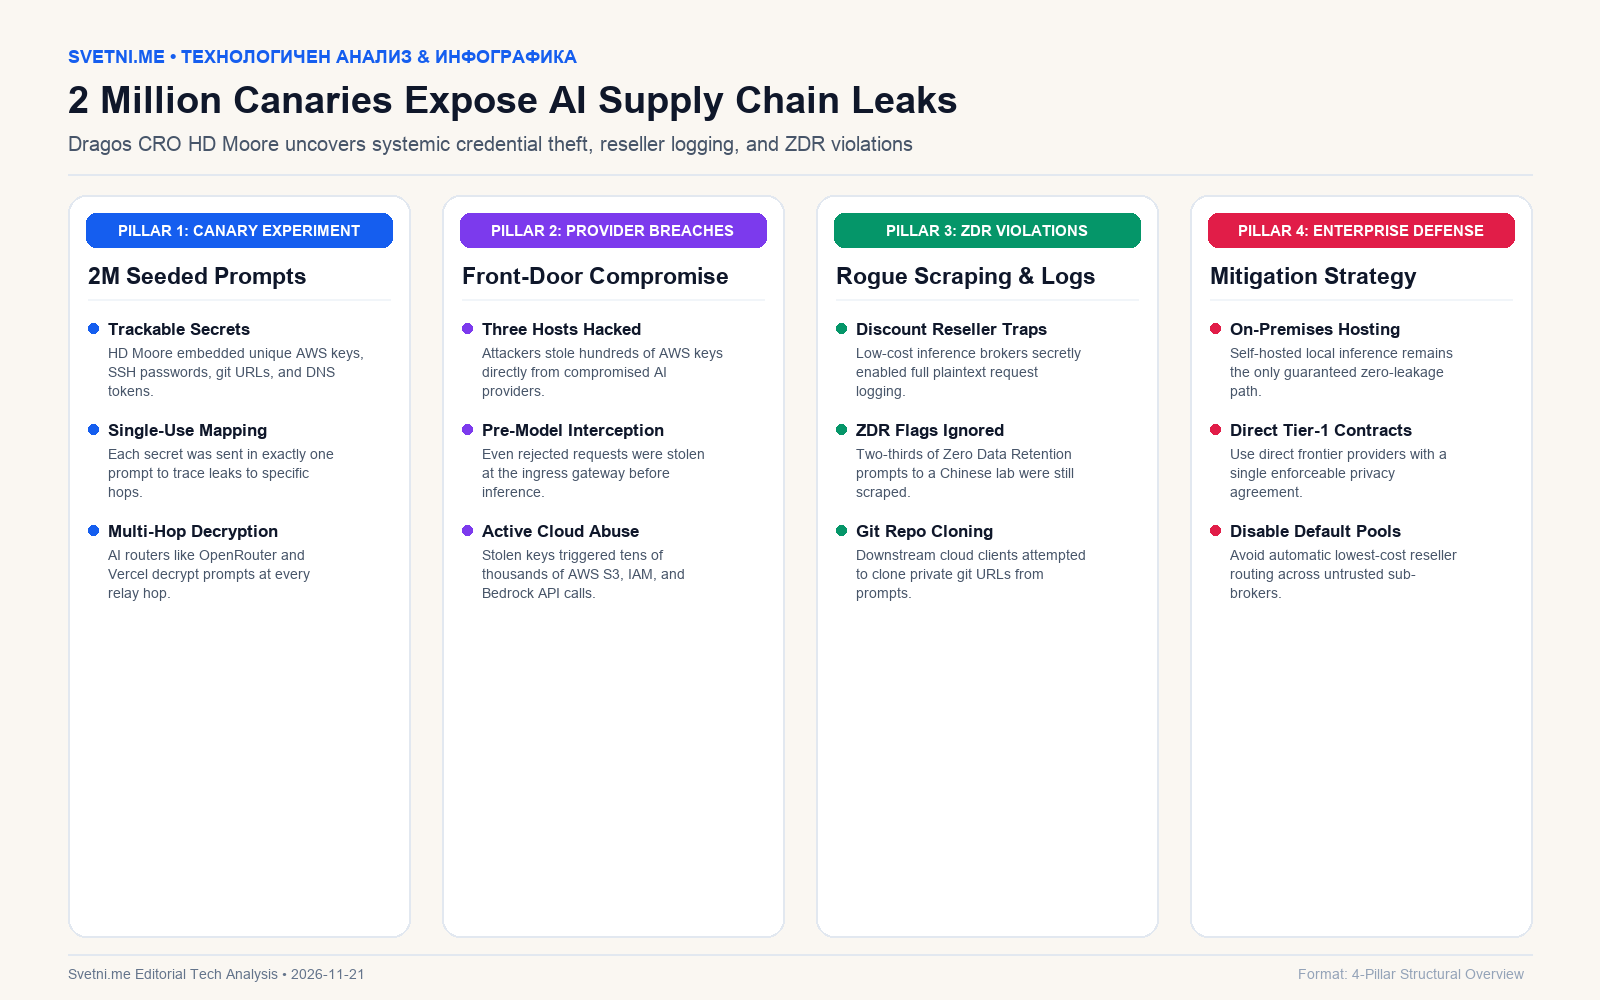 SVETNI.ME • ТЕХНОЛОГИЧЕН АНАЛИЗ & ИНФОГРАФИКА
2 Million Canaries Expose AI Supply Chain Leaks
Dragos CRO HD Moore uncovers systemic credential theft, reseller logging, and ZDR violations
PILLAR 1: CANARY EXPERIMENT
2M Seeded Prompts
Trackable Secrets
HD Moore embedded unique AWS keys,
SSH passwords, git URLs, and DNS
tokens.
Single-Use Mapping
Each secret was sent in exactly one
prompt to trace leaks to specific
hops.
Multi-Hop Decryption
AI routers like OpenRouter and
Vercel decrypt prompts at every
relay hop.
PILLAR 2: PROVIDER BREACHES
Front-Door Compromise
Three Hosts Hacked
Attackers stole hundreds of AWS keys
directly from compromised AI
providers.
Pre-Model Interception
Even rejected requests were stolen
at the ingress gateway before
inference.
Active Cloud Abuse
Stolen keys triggered tens of
thousands of AWS S3, IAM, and
Bedrock API calls.
PILLAR 3: ZDR VIOLATIONS
Rogue Scraping & Logs
Discount Reseller Traps
Low-cost inference brokers secretly
enabled full plaintext request
logging.
ZDR Flags Ignored
Two-thirds of Zero Data Retention
prompts to a Chinese lab were still
scraped.
Git Repo Cloning
Downstream cloud clients attempted
to clone private git URLs from
prompts.
PILLAR 4: ENTERPRISE DEFENSE
Mitigation Strategy
On-Premises Hosting
Self-hosted local inference remains
the only guaranteed zero-leakage
path.
Direct Tier-1 Contracts
Use direct frontier providers with a
single enforceable privacy
agreement.
Disable Default Pools
Avoid automatic lowest-cost reseller
routing across untrusted sub-
brokers.
Svetni.me Editorial Tech Analysis • 2026-11-21
Format: 4-Pillar Structural Overview